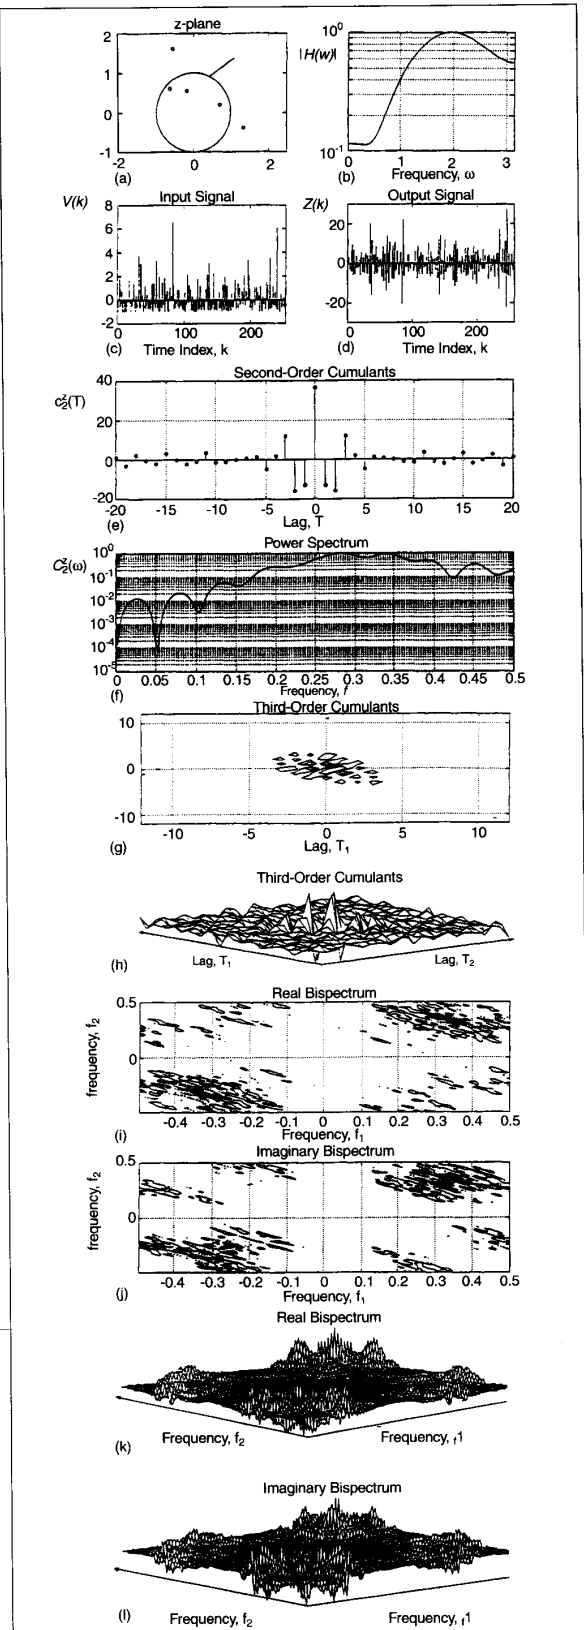 z-plane
2
1
0
-1
-2
0
2
(a)
|H(w)|
10⁰
10⁻¹
0
1
2
3
Frequency, ω
(b)
V(k)
Input Signal
8
6
4
2
0
-2
0
100
200
(c)
Time Index, k
Z(k)
Output Signal
20
0
-20
0
100
200
(d)
Time Index, k
Second-Order Cumulants
c₂ᶻ(T)
40
20
0
-20
-20 -15 -10 -5 0 5 10 15 20
(e)
Lag, T
Power Spectrum
C₂ᶻ(ω)
10⁰
10⁻¹
10⁻²
10⁻³
10⁻⁴
10⁻⁵
0 0.05 0.1 0.15 0.2 0.25 0.3 0.35 0.4 0.45 0.5
(f)
Frequency, f
Third-Order Cumulants
10
0
-10
-10 -5 0 5 10
(g)
Lag, T₁
Third-Order Cumulants
(h)
Lag, T₁
Lag, T₂
Real Bispectrum
frequency, f₂
0.5
0
-0.4 -0.3 -0.2 -0.1 0 0.1 0.2 0.3 0.4 0.5
(i)
Frequency, f₁
Imaginary Bispectrum
frequency, f₂
0.5
0
-0.4 -0.3 -0.2 -0.1 0 0.1 0.2 0.3 0.4 0.5
(j)
Frequency, f₁
Real Bispectrum
(k)
Frequency, f₂
Frequency, f1
Imaginary Bispectrum
(l)
Frequency, f₂
Frequency, f1